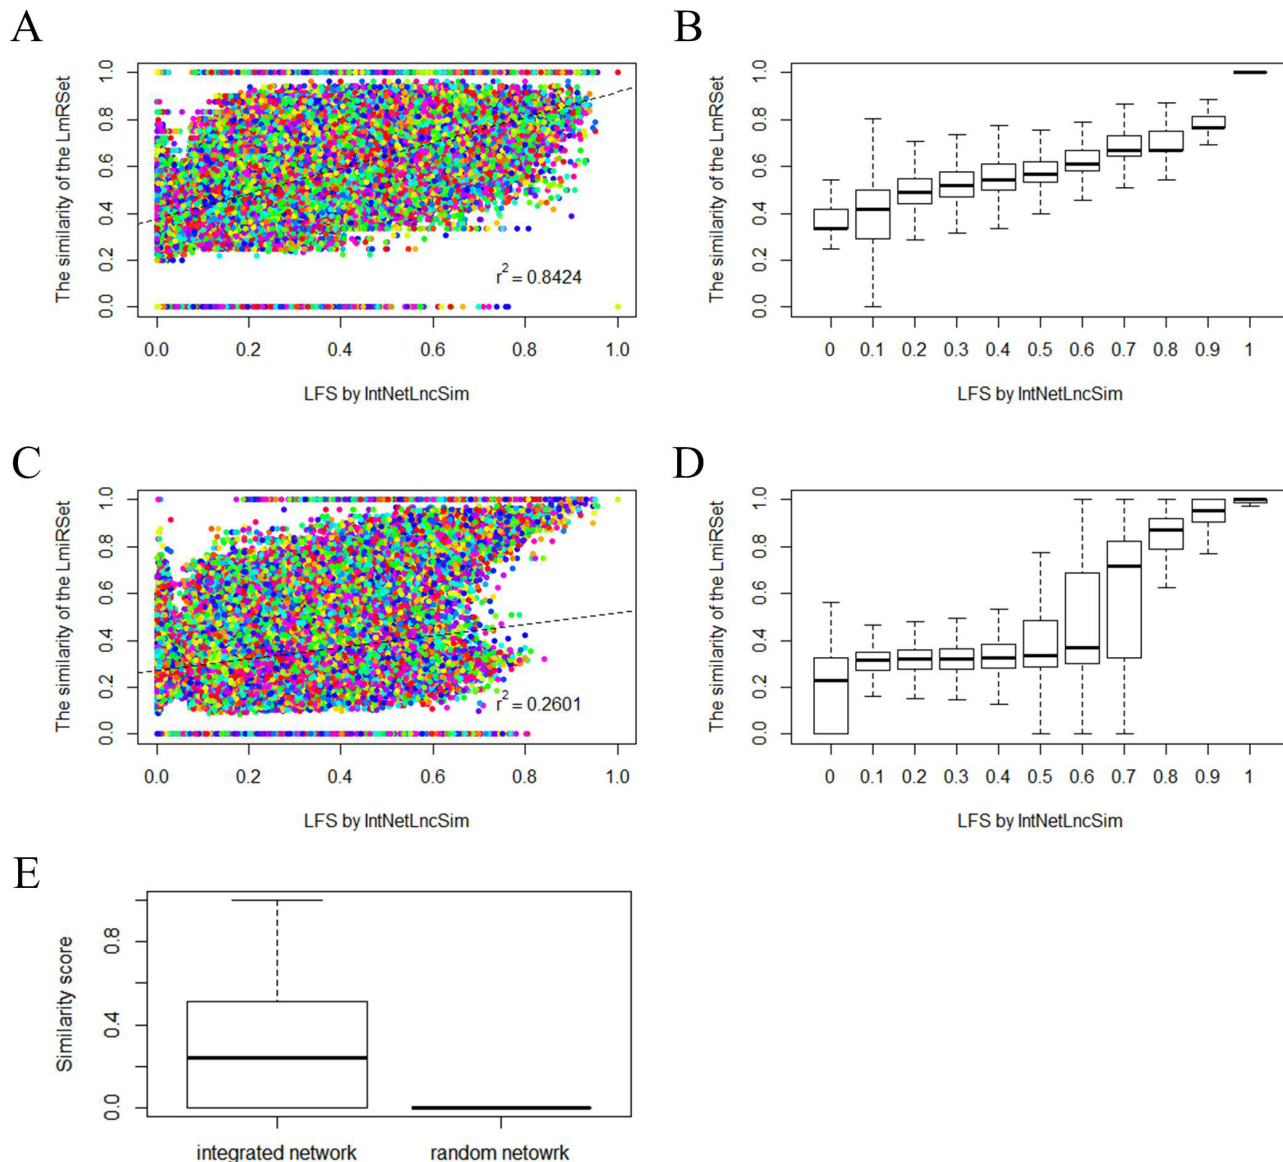 A
The similarity of the LmRSet
1.0
0.8
0.6
0.4
0.2
0.0
r² = 0.8424
0.0 0.2 0.4 0.6 0.8 1.0
LFS by IntNetLncSim
B
The similarity of the LmRSet
1.0
0.8
0.6
0.4
0.2
0.0
0 0.1 0.2 0.3 0.4 0.5 0.6 0.7 0.8 0.9 1
LFS by IntNetLncSim
C
The similarity of the LmiRSet
1.0
0.8
0.6
0.4
0.2
0.0
r² = 0.2601
0.0 0.2 0.4 0.6 0.8 1.0
LFS by IntNetLncSim
D
The similarity of the LmiRSet
1.0
0.8
0.6
0.4
0.2
0.0
0 0.1 0.2 0.3 0.4 0.5 0.6 0.7 0.8 0.9 1
LFS by IntNetLncSim
E
Similarity score
0.8
0.4
0.0
integrated network random netowrk